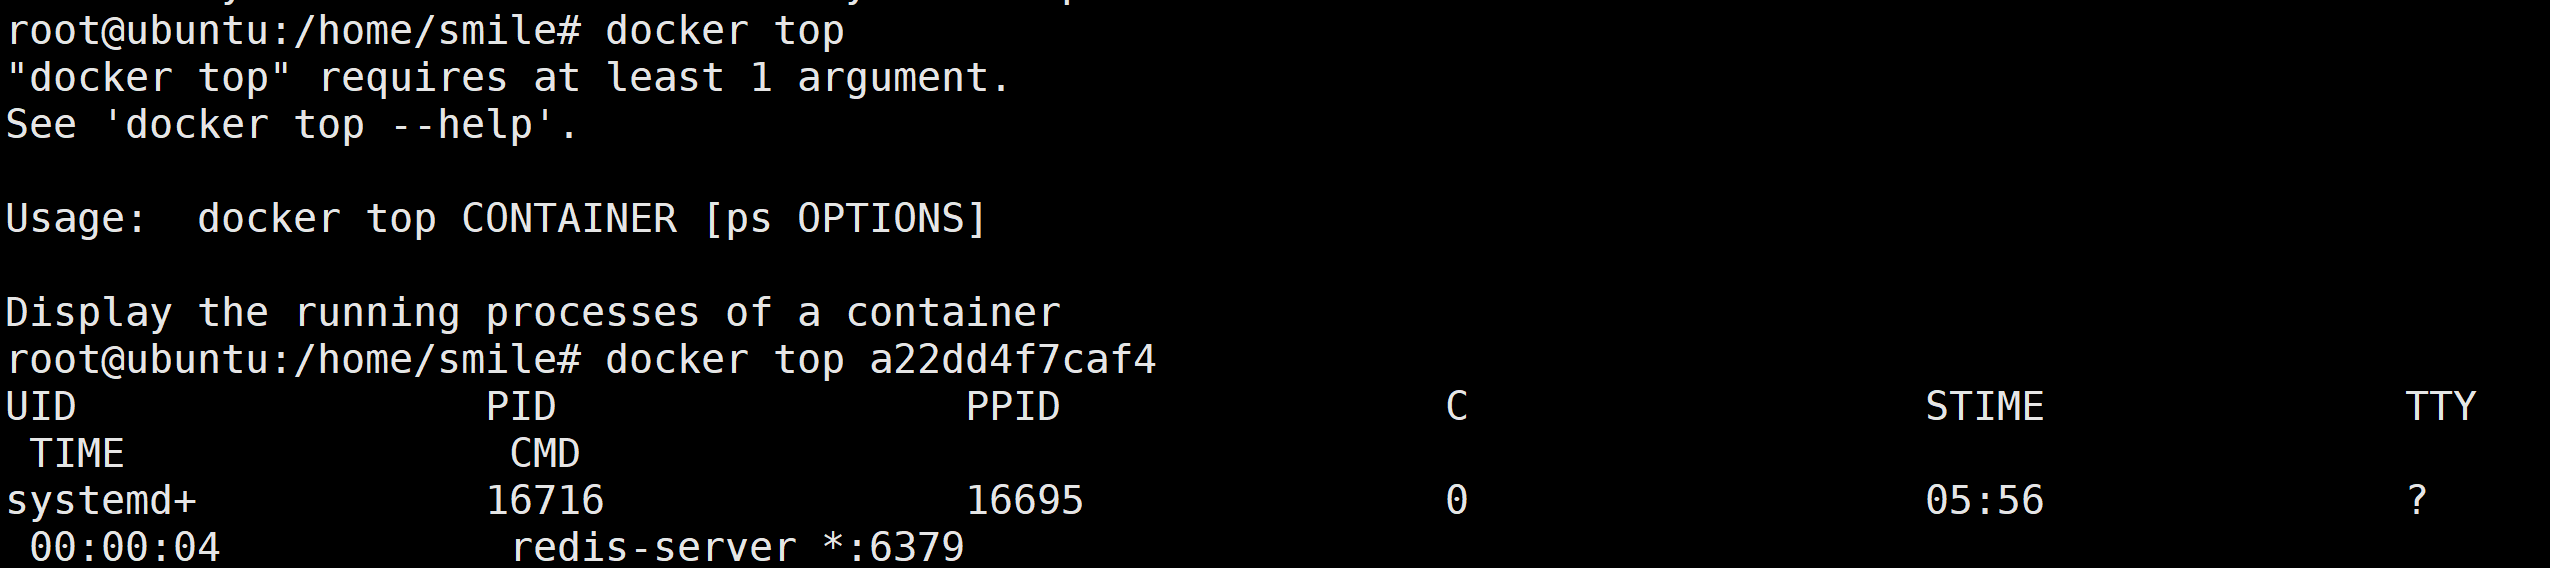 root@ubuntu:/home/smile# docker top
"docker top" requires at least 1 argument.
See 'docker top --help'.
Usage:  docker top CONTAINER [ps OPTIONS]
Display the running processes of a container
root@ubuntu:/home/smile# docker top a22dd4f7caf4
UID                 PID                 PPID                C                   STIME               TTY
 TIME                CMD
systemd+            16716               16695               0                   05:56               ?
 00:00:04            redis-server *:6379